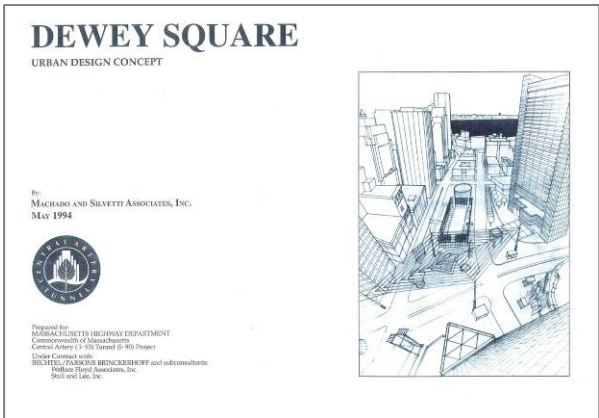 DEWEY SQUARE
URBAN DESIGN CONCEPT
By:
MACHADO AND SILVETTI ASSOCIATES, INC.
MAY 1994
CENTRAL ARTERY
TUNNEL
Prepared for:
MASSACHUSETTS HIGHWAY DEPARTMENT
Commonwealth of Massachusetts
Central Artery (I-93) Tunnel (I-90) Project
Under Contract with:
BECHTEL/PARSONS BRINCKERHOFF and subconsultants:
Wallace Floyd Associates, Inc.
Stull and Lee, Inc.